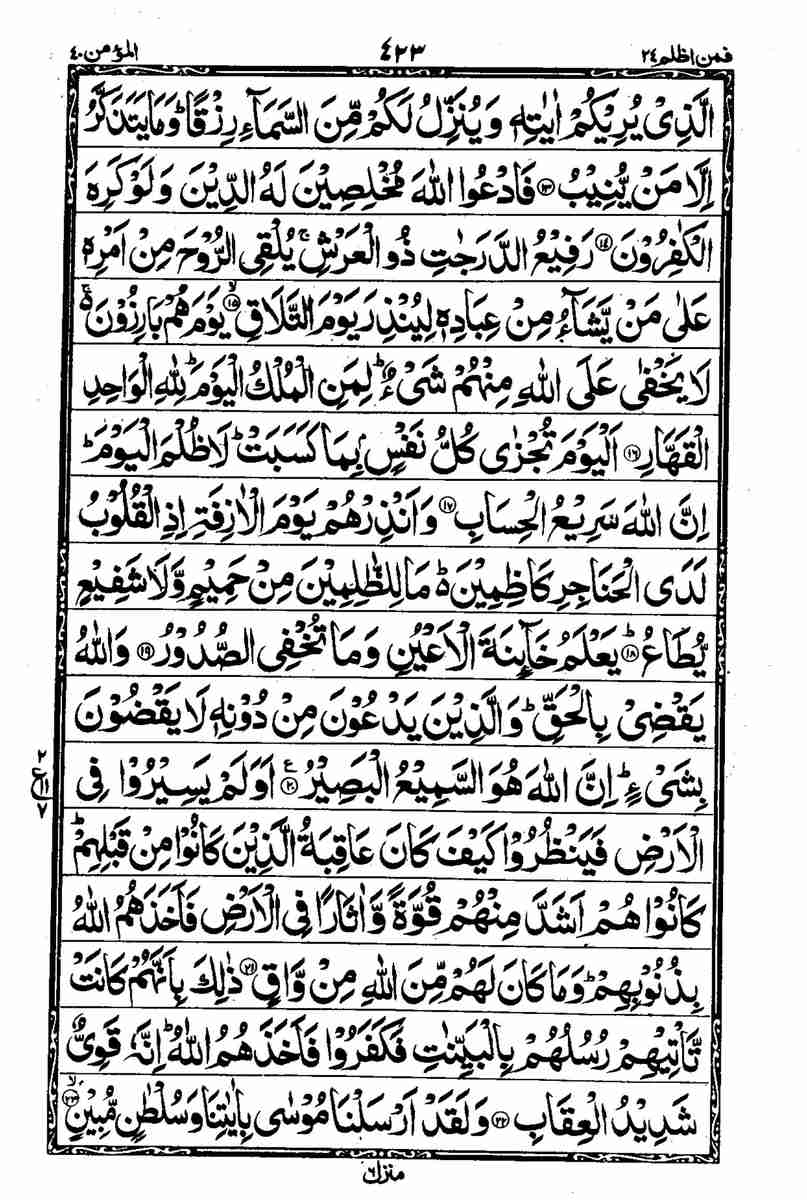 المؤمن ٤٠ ٤٢٣ فمن اظلم ٢٤
الَّذِیْ یُرِیْكُمْ اٰیٰتِهٖ وَیُنَزِّلُ لَكُمْ مِّنَ السَّمَآءِ رِزْقًا ؕ وَمَا یَتَذَكَّرُ
اِلَّا مَنْ یُّنِیْبُ ﴿۱۳﴾ فَادْعُوا اللّٰهَ مُخْلِصِیْنَ لَهُ الدِّیْنَ وَلَوْ كَرِهَ
الْكٰفِرُوْنَ ﴿۱۴﴾ رَفِیْعُ الدَّرَجٰتِ ذُو الْعَرْشِ ۚ یُلْقِی الرُّوْحَ مِنْ اَمْرِهٖ
عَلٰی مَنْ یَّشَآءُ مِنْ عِبَادِهٖ لِیُنْذِرَ یَوْمَ التَّلَاقِ ﴿۱۵﴾ۙ یَوْمَ هُمْ بَارِزُوْنَ ۚ۬
لَا یَخْفٰی عَلَی اللّٰهِ مِنْهُمْ شَیْءٌ ؕ لِمَنِ الْمُلْكُ الْیَوْمَ ؕ لِلّٰهِ الْوَاحِدِ
الْقَهَّارِ ﴿۱۶﴾ اَلْیَوْمَ تُجْزٰی كُلُّ نَفْسٍۭ بِمَا كَسَبَتْ ؕ لَا ظُلْمَ الْیَوْمَ ؕ
اِنَّ اللّٰهَ سَرِیْعُ الْحِسَابِ ﴿۱۷﴾ وَاَنْذِرْهُمْ یَوْمَ الْاٰزِفَةِ اِذِ الْقُلُوْبُ
لَدَی الْحَنَاجِرِ كَاظِمِیْنَ ۬ؕ مَا لِلظّٰلِمِیْنَ مِنْ حَمِیْمٍ وَّلَا شَفِیْعٍ
یُّطَاعُ ﴿۱۸﴾ؕ یَعْلَمُ خَآىِٕنَةَ الْاَعْیُنِ وَمَا تُخْفِی الصُّدُوْرُ ﴿۱۹﴾ وَاللّٰهُ
یَقْضِیْ بِالْحَقِّ ؕ وَالَّذِیْنَ یَدْعُوْنَ مِنْ دُوْنِهٖ لَا یَقْضُوْنَ
بِشَیْءٍ ؕ اِنَّ اللّٰهَ هُوَ السَّمِیْعُ الْبَصِیْرُ ﴿۲۰﴾ ع اَوَلَمْ یَسِیْرُوْا فِی
۲ ع ۱۱ ۷
الْاَرْضِ فَیَنْظُرُوْا كَیْفَ كَانَ عَاقِبَةُ الَّذِیْنَ كَانُوْا مِنْ قَبْلِهِمْ ؕ
كَانُوْا هُمْ اَشَدَّ مِنْهُمْ قُوَّةً وَّاٰثَارًا فِی الْاَرْضِ فَاَخَذَهُمُ اللّٰهُ
بِذُنُوْبِهِمْ ؕ وَمَا كَانَ لَهُمْ مِّنَ اللّٰهِ مِنْ وَّاقٍ ﴿۲۱﴾ ذٰلِكَ بِاَنَّهُمْ كَانَتْ
تَّاْتِیْهِمْ رُسُلُهُمْ بِالْبَیِّنٰتِ فَكَفَرُوْا فَاَخَذَهُمُ اللّٰهُ ؕ اِنَّهٗ قَوِیٌّ
شَدِیْدُ الْعِقَابِ ﴿۲۲﴾ وَلَقَدْ اَرْسَلْنَا مُوْسٰی بِاٰیٰتِنَا وَسُلْطٰنٍ مُّبِیْنٍ ﴿۲۳﴾ۙ
منزل ٦